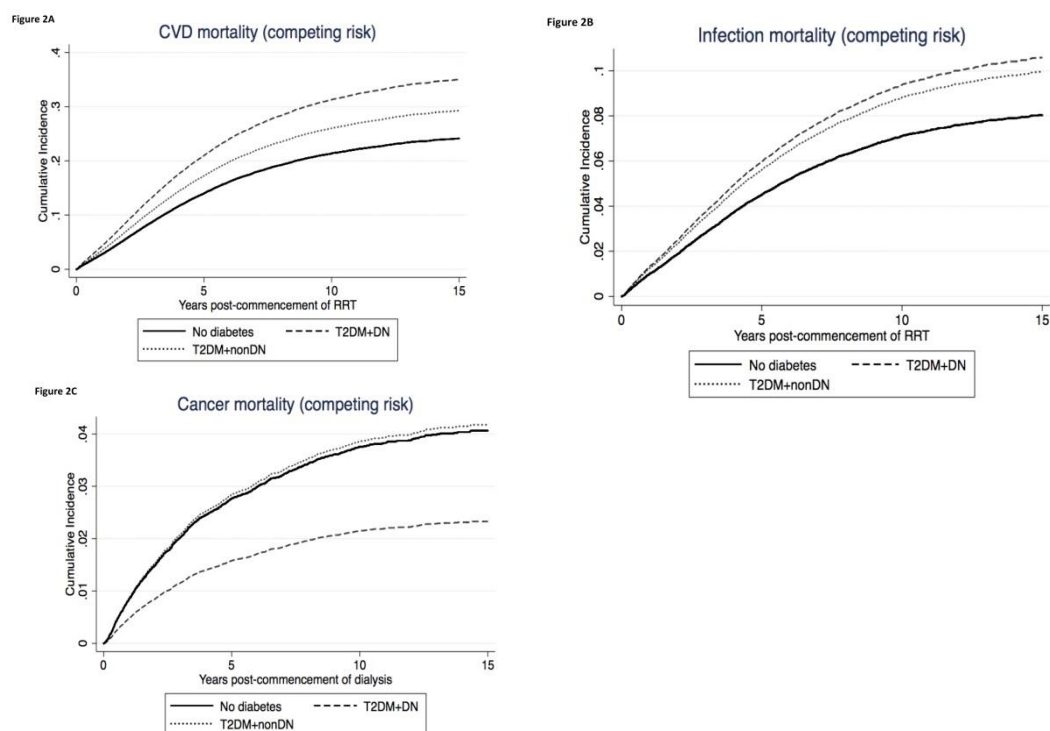 Figure 2A
CVD mortality (competing risk)
Cumulative Incidence
0 .1 .2 .3 .4
0 5 10 15
Years post-commencement of RRT
No diabetes T2DM+DN
T2DM+nonDN
Figure 2B
Infection mortality (competing risk)
Cumulative Incidence
0 .02 .04 .06 .08 .1
0 5 10 15
Years post-commencement of RRT
No diabetes T2DM+DN
T2DM+nonDN
Figure 2C
Cancer mortality (competing risk)
Cumulative Incidence
0 .01 .02 .03 .04
0 5 10 15
Years post-commencement of dialysis
No diabetes T2DM+DN
T2DM+nonDN